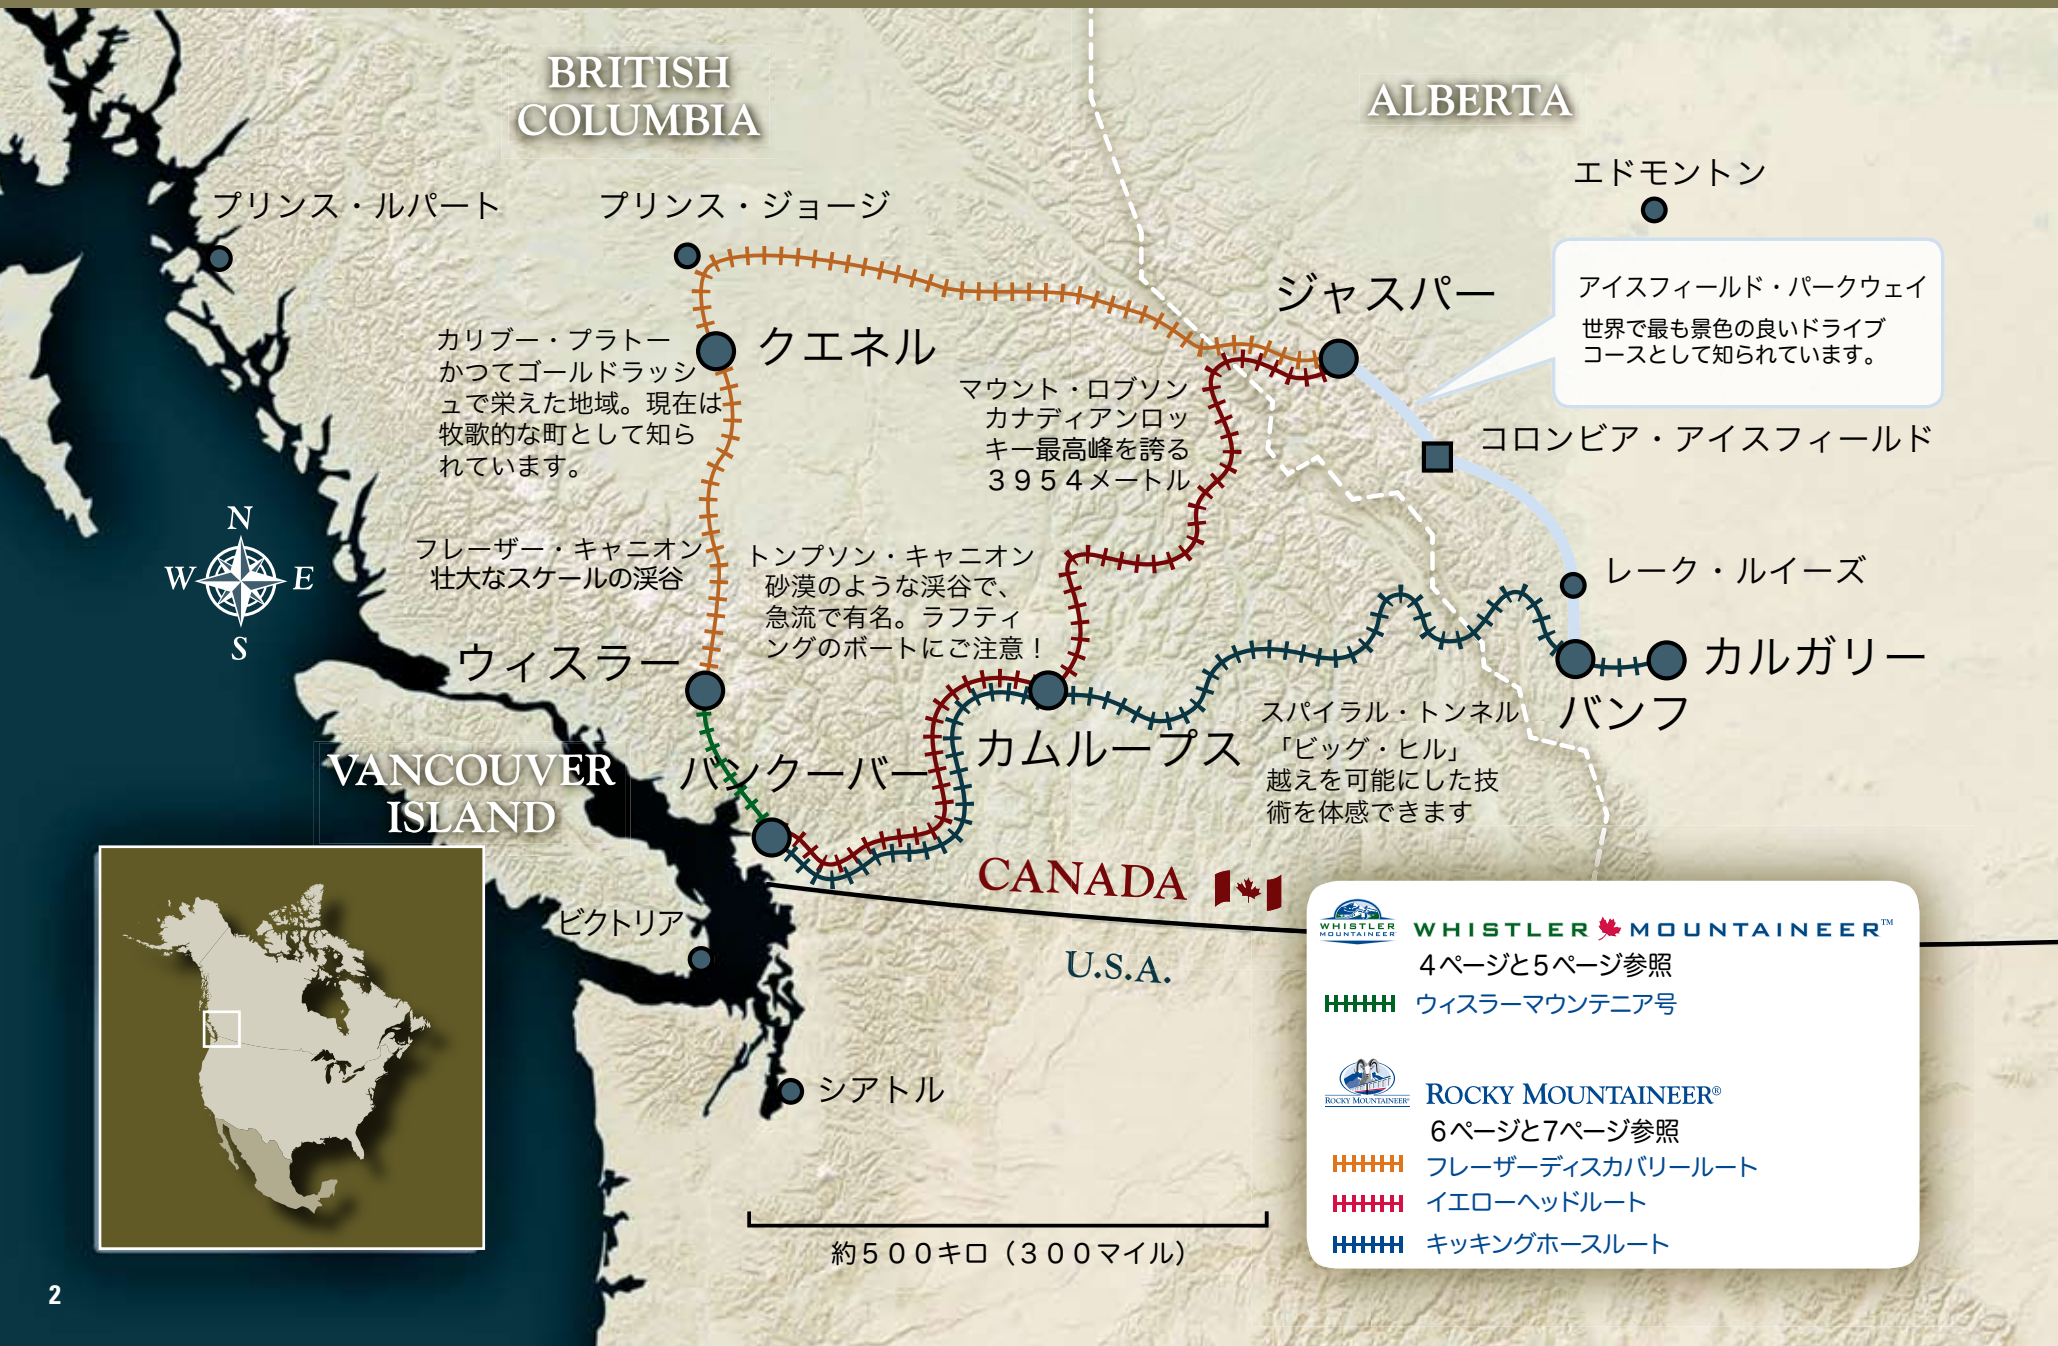 BRITISH
COLUMBIA
ALBERTA
エドモントン
プリンス・ルパート
プリンス・ジョージ
アイスフィールド・パークウェイ
世界で最も景色の良いドライブ
コースとして知られています。
ジャスパー
クエネル
カリブー・プラトー
かつてゴールドラッシ
ュで栄えた地域。現在は
牧歌的な町として知ら
れています。
マウント・ロブソン
カナディアンロッ
キー最高峰を誇る
３９５４メートル
コロンビア・アイスフィールド
N
W
E
S
フレーザー・キャニオン
壮大なスケールの渓谷
トンプソン・キャニオン
砂漠のような渓谷で、
急流で有名。ラフティ
ングのボートにご注意！
レーク・ルイーズ
ウィスラー
カルガリー
バンフ
スパイラル・トンネル
「ビッグ・ヒル」
越えを可能にした技
術を体感できます
カムループス
バンクーバー
VANCOUVER
ISLAND
CANADA
U.S.A.
ビクトリア
シアトル
WHISTLER
MOUNTAINEER
WHISTLER MOUNTAINEER™
4ページと5ページ参照
ウィスラーマウンテニア号
ROCKY MOUNTAINEER®
ROCKY MOUNTAINEER®
6ページと7ページ参照
フレーザーディスカバリールート
イエローヘッドルート
キッキングホースルート
約５００キロ（３００マイル）
2